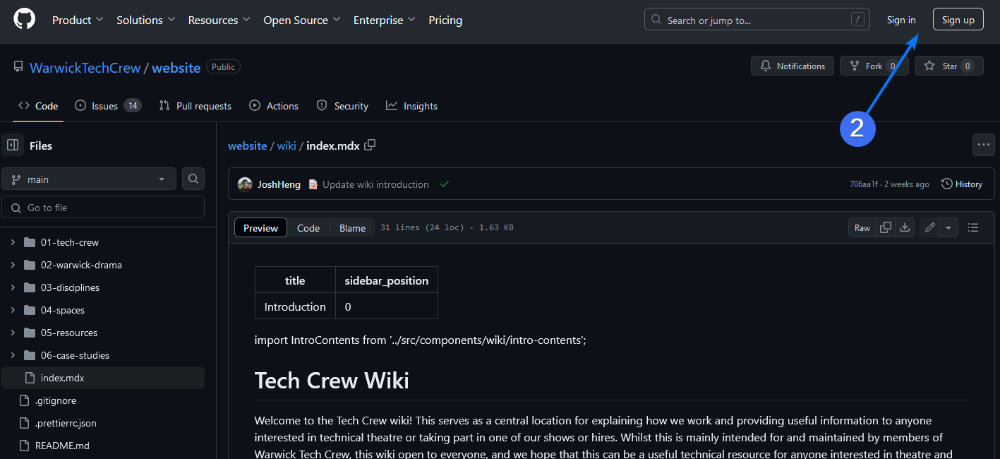 Product Solutions Resources Open Source Enterprise Pricing Search or jump to... / Sign in Sign up
WarwickTechCrew / website Public Notifications Fork 0 Star 0
2
Code Issues 14 Pull requests Actions Security Insights
Files
main
Go to file
01-tech-crew
02-warwick-drama
03-disciplines
04-spaces
05-resources
06-case-studies
index.mdx
.gitignore
.prettierrc.json
README.md
website / wiki / index.mdx
JoshHeng Update wiki introduction 706aa1f · 2 weeks ago History
Preview Code Blame 31 lines (24 loc) · 1.63 KB Raw
title sidebar_position
Introduction 0
import IntroContents from '../src/components/wiki/intro-contents';
Tech Crew Wiki
Welcome to the Tech Crew wiki! This serves as a central location for explaining how we work and providing useful information to anyone
interested in technical theatre or taking part in one of our shows or hires. Whilst this is mainly intended for and maintained by members of
Warwick Tech Crew, this wiki open to everyone, and we hope that this can be a useful technical resource for anyone interested in theatre and